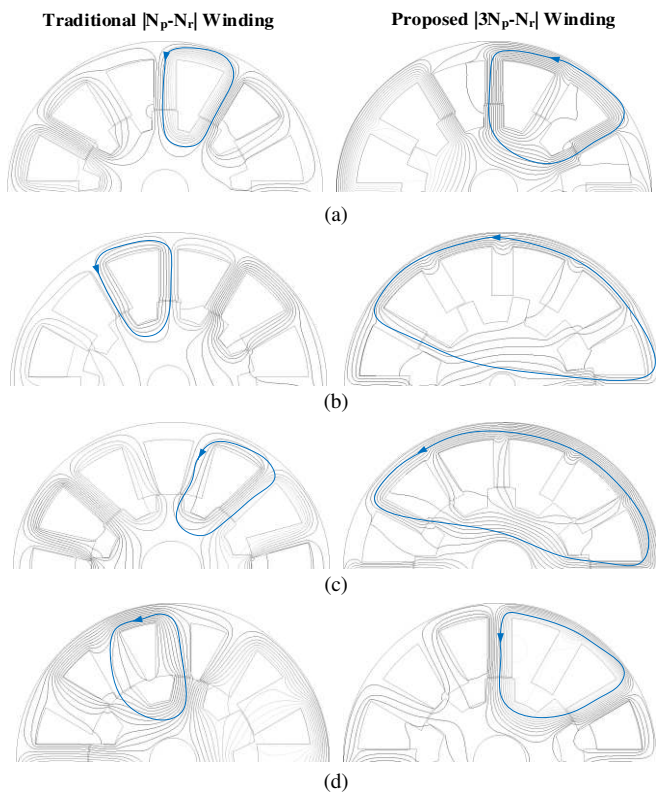 Traditional |Np-Nr| Winding
Proposed |3Np-Nr| Winding
(a)
(b)
(c)
(d)